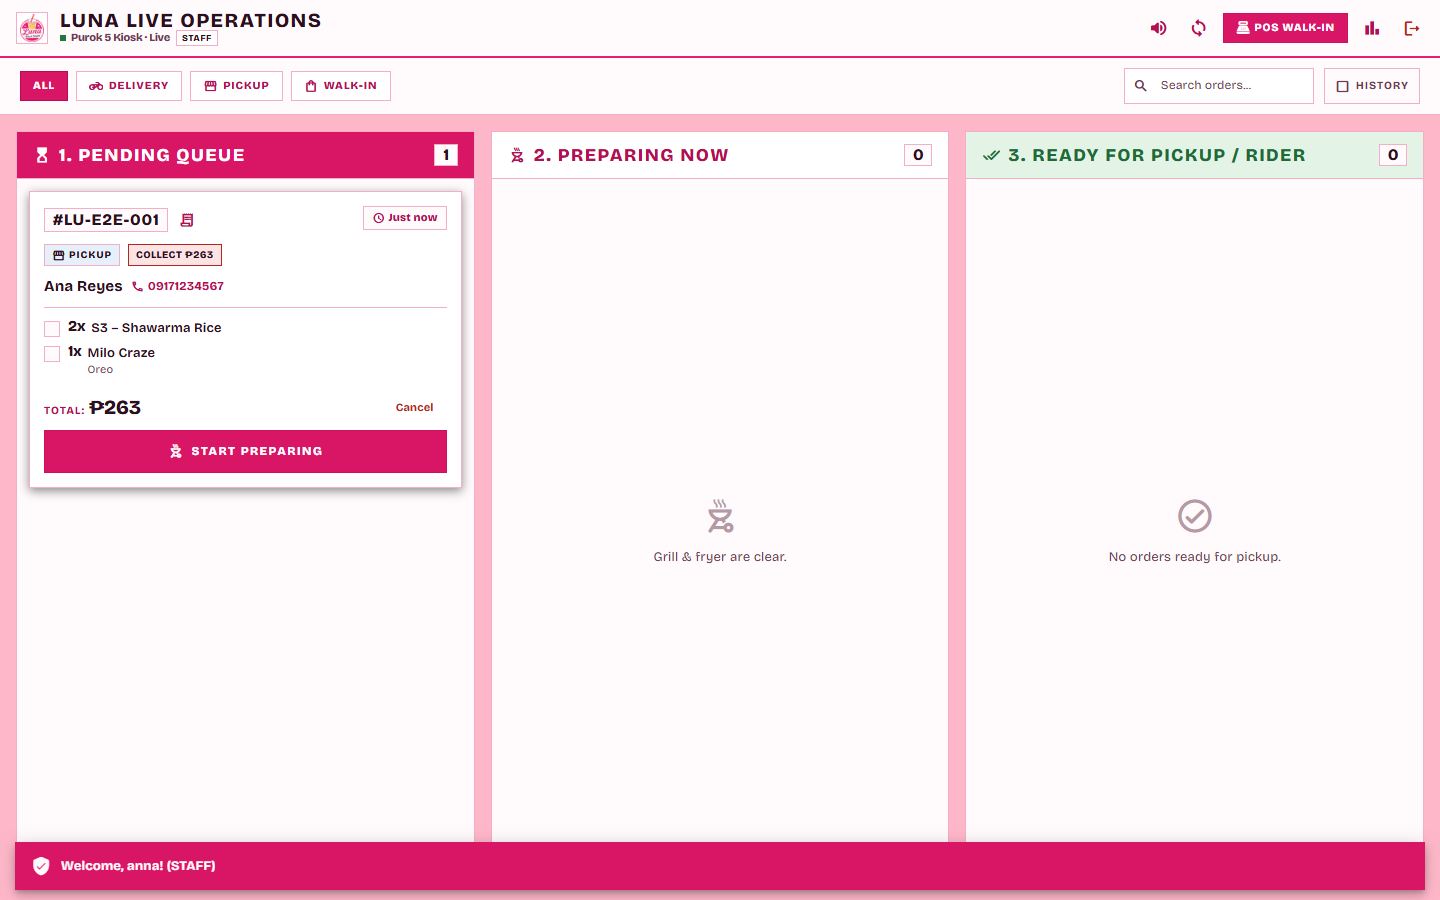 Luna
LUNA LIVE OPERATIONS
Purok 5 Kiosk · Live STAFF
POS WALK-IN
ALL
DELIVERY
PICKUP
WALK-IN
Search orders...
HISTORY
1. PENDING QUEUE 1
#LU-E2E-001
Just now
PICKUP
COLLECT ₱263
Ana Reyes 09171234567
2x S3 – Shawarma Rice
1x Milo Craze
Oreo
TOTAL: ₱263
Cancel
START PREPARING
2. PREPARING NOW 0
Grill & fryer are clear.
3. READY FOR PICKUP / RIDER 0
No orders ready for pickup.
Welcome, anna! (STAFF)